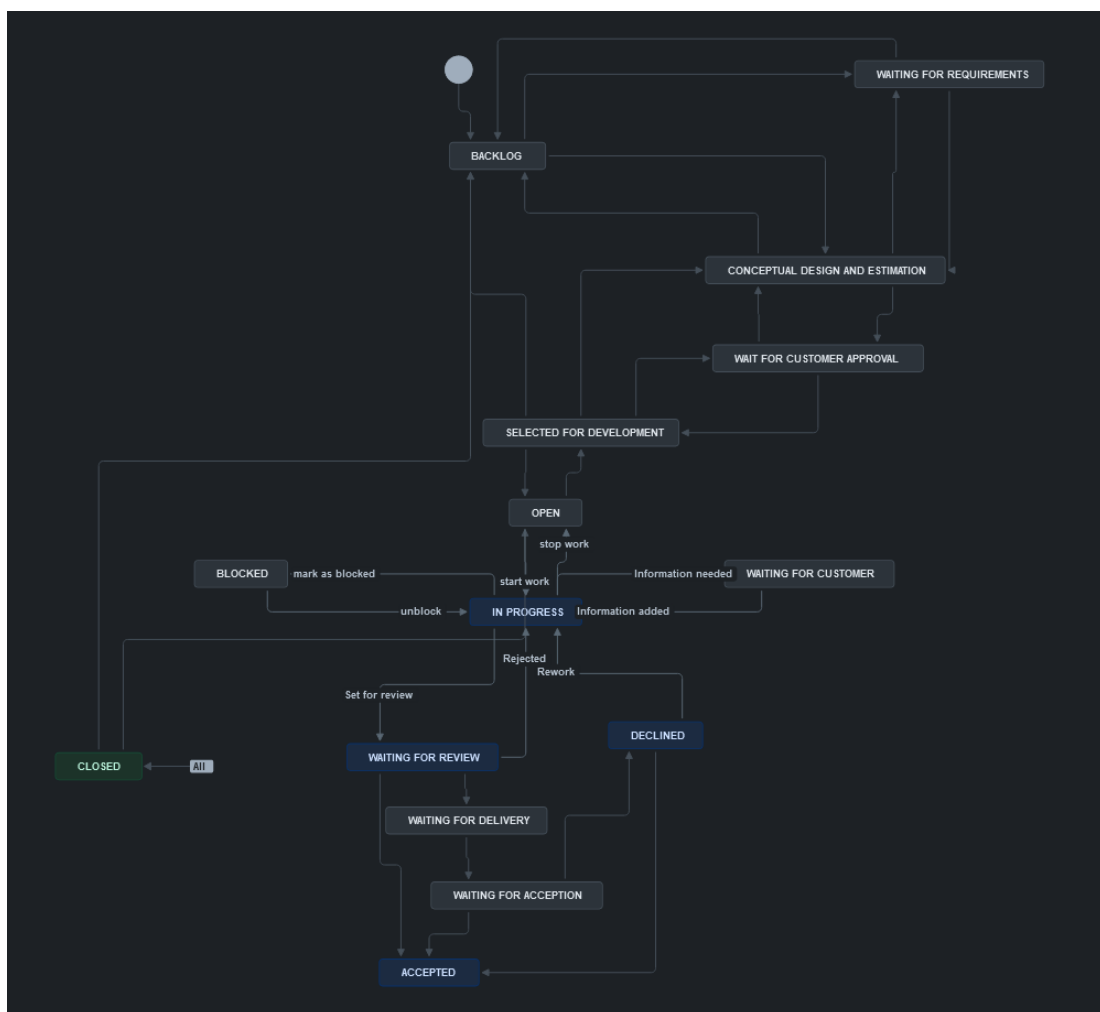 WAITING FOR REQUIREMENTS
BACKLOG
CONCEPTUAL DESIGN AND ESTIMATION
WAIT FOR CUSTOMER APPROVAL
SELECTED FOR DEVELOPMENT
OPEN
stop work
BLOCKED
mark as blocked
start work
Information needed
WAITING FOR CUSTOMER
unblock
IN PROGRESS
Information added
Rejected
Rework
Set for review
DECLINED
WAITING FOR REVIEW
CLOSED
All
WAITING FOR DELIVERY
WAITING FOR ACCEPTION
ACCEPTED